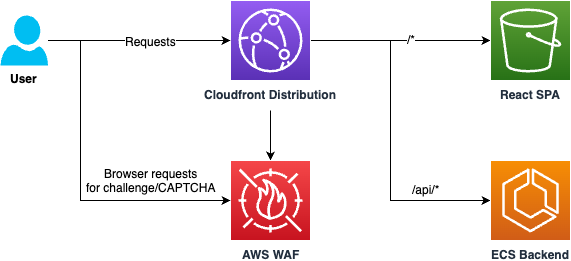 Requests
/*
User
Cloudfront Distribution
React SPA
Browser requests
for challenge/CAPTCHA
/api/*
AWS WAF
ECS Backend